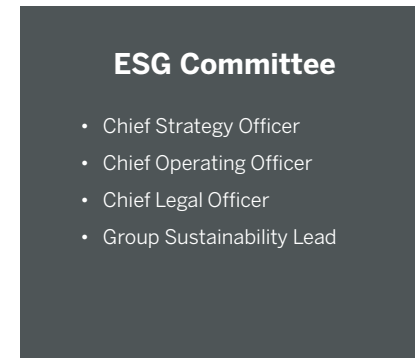 ESG Committee
• Chief Strategy Officer
• Chief Operating Officer
• Chief Legal Officer
• Group Sustainability Lead